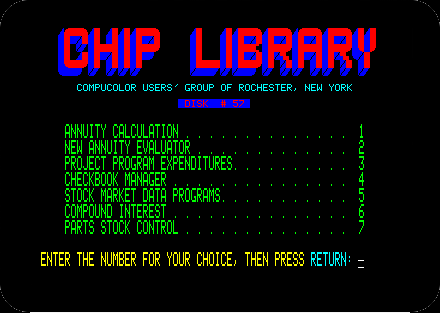 CHIP LIBRARY
COMPUCOLOR USERS' GROUP OF ROCHESTER, NEW YORK
DISK # 57
ANNUITY CALCULATION . . . . . . . . . . . . . . 1
NEW ANNUITY EVALUATOR . . . . . . . . . . . . . 2
PROJECT PROGRAM EXPENDITURES. . . . . . . . . . 3
CHECKBOOK MANAGER . . . . . . . . . . . . . . . 4
STOCK MARKET DATA PROGRAMS. . . . . . . . . . . 5
COMPOUND INTEREST . . . . . . . . . . . . . . . 6
PARTS STOCK CONTROL . . . . . . . . . . . . . . 7
ENTER THE NUMBER FOR YOUR CHOICE, THEN PRESS RETURN: _